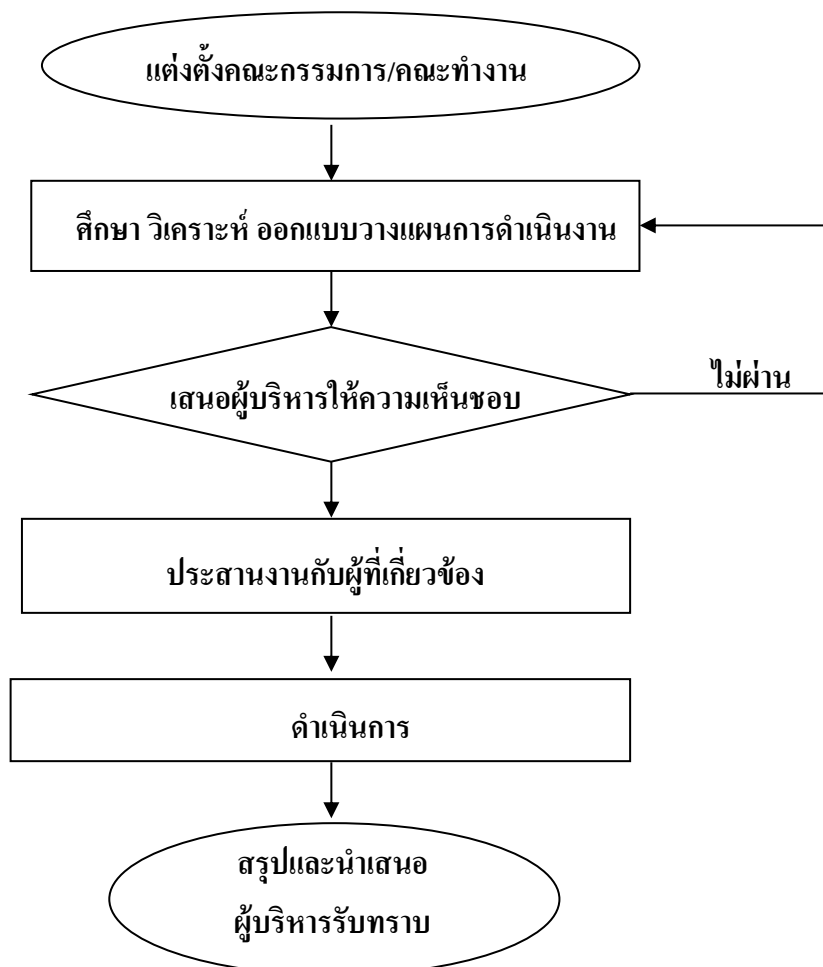 แต่งตั้งคณะกรรมการ/คณะทำงาน
ศึกษา วิเคราะห์ ออกแบบวางแผนการดำเนินงาน
ไม่ผ่าน
เสนอผู้บริหารให้ความเห็นชอบ
ประสานงานกับผู้ที่เกี่ยวข้อง
ดำเนินการ
สรุปและนำเสนอ
ผู้บริหารรับทราบ